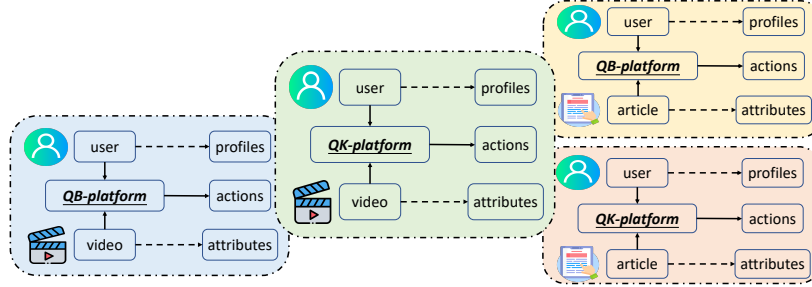 user profiles
QB-platform actions
video attributes
user profiles
QK-platform actions
video attributes
user profiles
QB-platform actions
article attributes
user profiles
QK-platform actions
article attributes